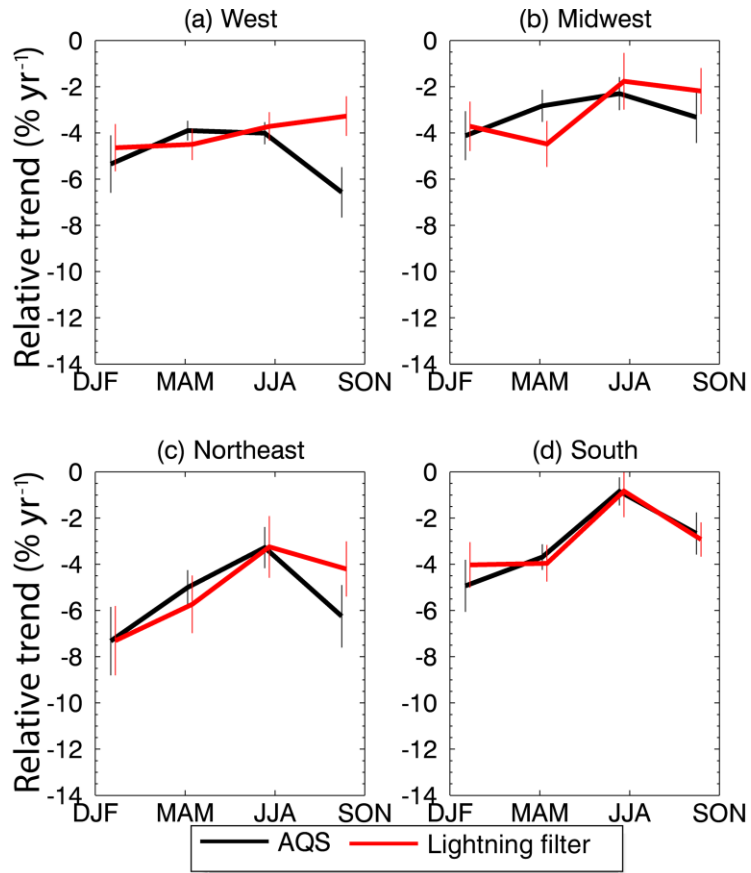 (a) West
(b) Midwest
Relative trend (% yr⁻¹)
0
-2
-4
-6
-8
-10
-12
-14
DJF MAM JJA SON
0
-2
-4
-6
-8
-10
-12
-14
DJF MAM JJA SON
(c) Northeast
(d) South
Relative trend (% yr⁻¹)
0
-2
-4
-6
-8
-10
-12
-14
DJF MAM JJA SON
0
-2
-4
-6
-8
-10
-12
-14
DJF MAM JJA SON
AQS Lightning filter